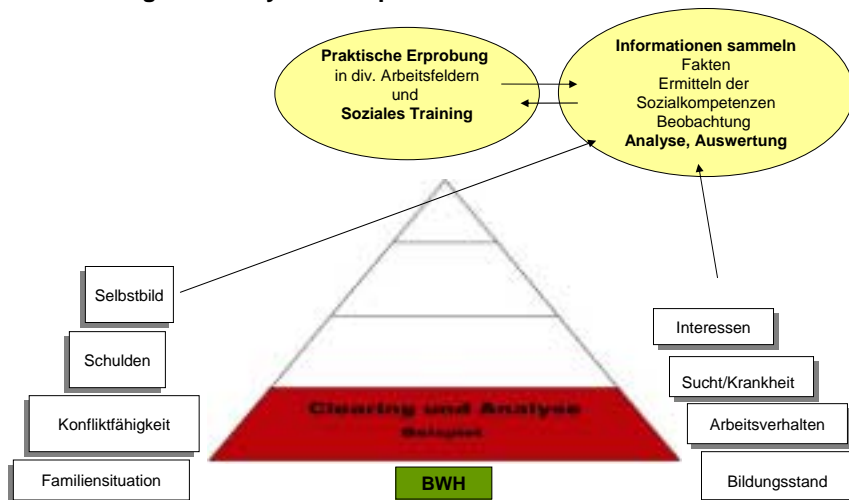 Praktische Erprobung
in div. Arbeitsfeldern
und
Soziales Training
Informationen sammeln
Fakten
Ermitteln der
Sozialkompetenzen
Beobachtung
Analyse, Auswertung
Selbstbild
Schulden
Konfliktfähigkeit
Familiensituation
Interessen
Sucht/Krankheit
Arbeitsverhalten
Bildungsstand
Clearing und Analyse
Beispiel
BWH